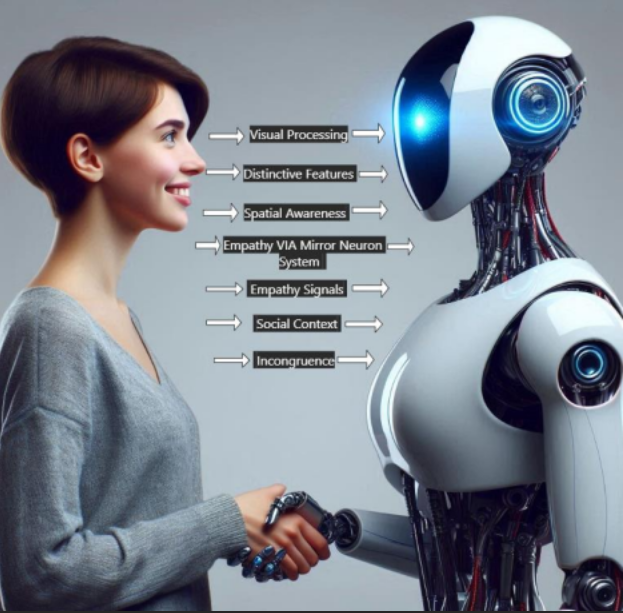 Visual Processing
Distinctive Features
Spatial Awareness
Empathy VIA Mirror Neuron
System
Empathy Signals
Social Context
Incongruence